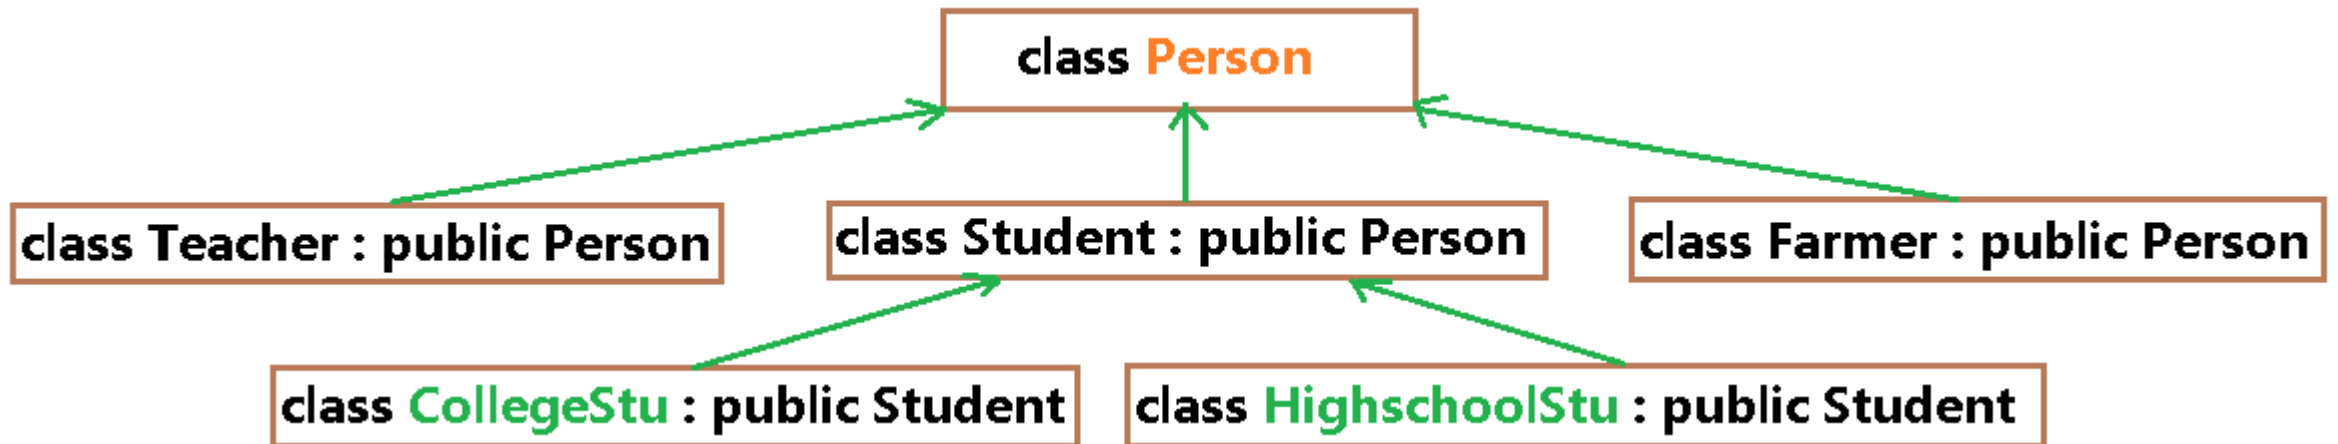 class Person
class Teacher : public Person
class Student : public Person
class Farmer : public Person
class CollegeStu : public Student
class HighschoolStu : public Student